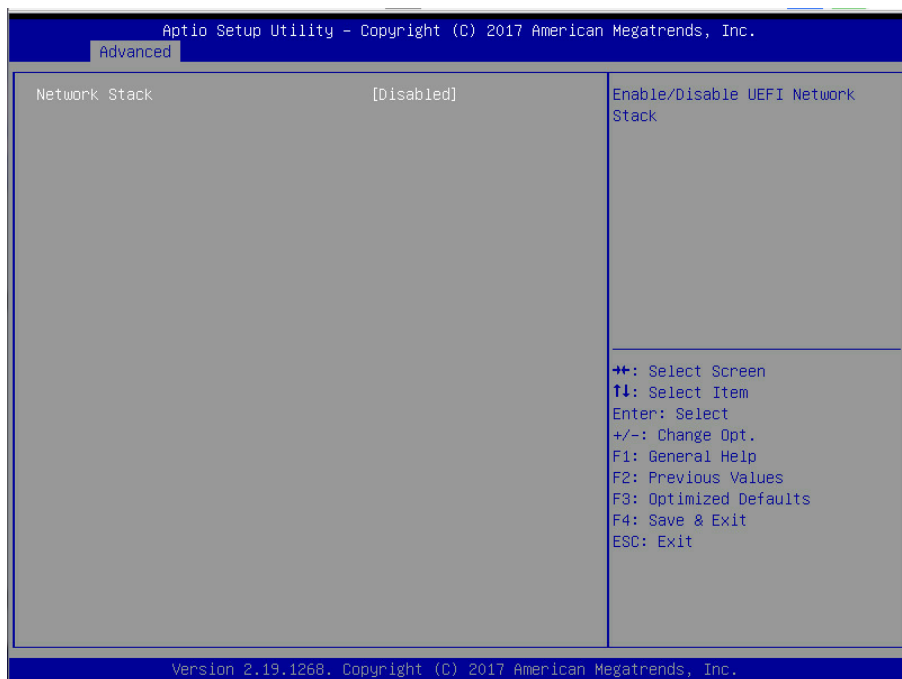 Aptio Setup Utility – Copyright (C) 2017 American Megatrends, Inc.
Advanced
Network Stack [Disabled]
Enable/Disable UEFI Network
Stack
→←: Select Screen
↑↓: Select Item
Enter: Select
+/-: Change Opt.
F1: General Help
F2: Previous Values
F3: Optimized Defaults
F4: Save & Exit
ESC: Exit
Version 2.19.1268. Copyright (C) 2017 American Megatrends, Inc.